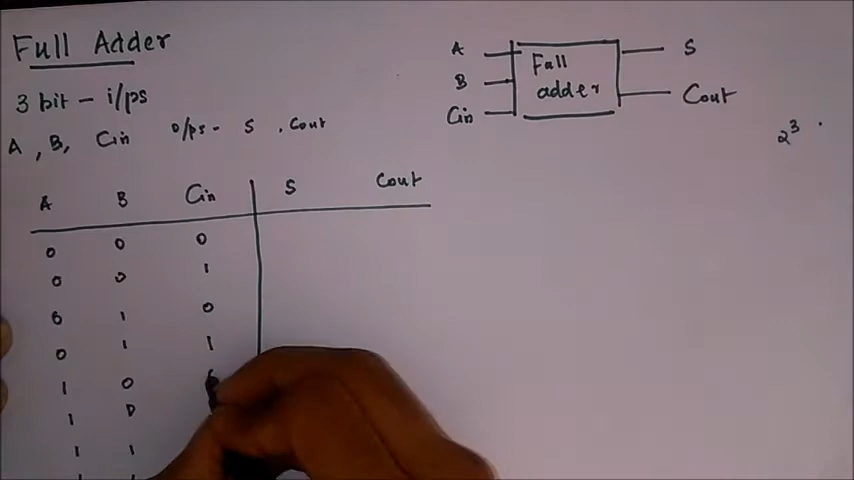 Full Adder
3 bit - i/ps
A, B, Cin o/ps - S, Cout
A B Cin S Cout
0 0 0
0 0 1
0 1 0
0 1 1
1 0
1 0
1 1
A
B
Cin
Full
adder
S
Cout
2³